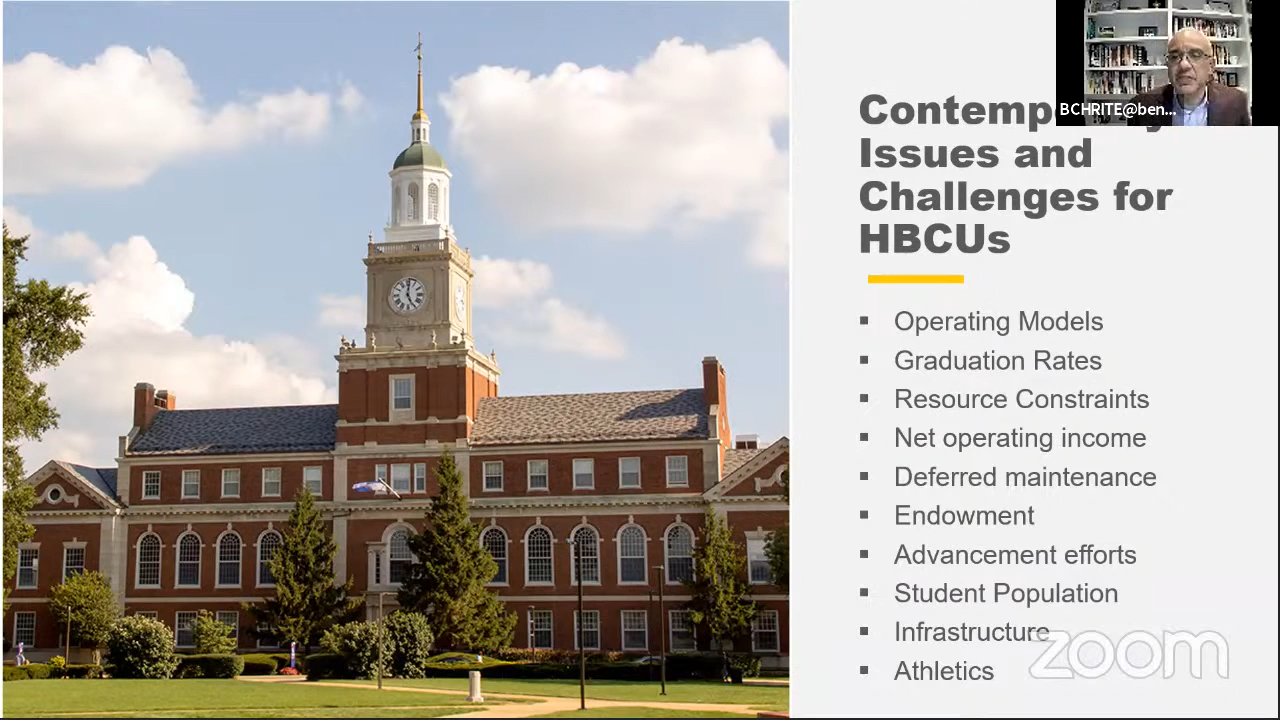 BCHRITE@ben...
Contemp
Issues and
Challenges for
HBCUs
Operating Models
Graduation Rates
Resource Constraints
Net operating income
Deferred maintenance
Endowment
Advancement efforts
Student Population
Infrastructure
Athletics
zoom